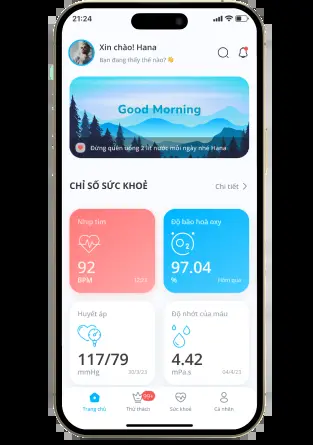 21:24
Xin chào! Hana
Bạn đang thấy thế nào? 👋
Good Morning
Đừng quên uống 2 lít nước mỗi ngày nhé Hana
CHỈ SỐ SỨC KHOẺ
Chi tiết
Nhịp tim
Độ bão hoà oxy
O2
92
BPM
97.04
%
Hôm qua
Huyết áp
Độ nhớt của máu
117/79
mmHg
30/3/23
4.42
mPa.s
04/4/23
Trang chủ
Thử thách
Sức khoẻ
Cá nhân